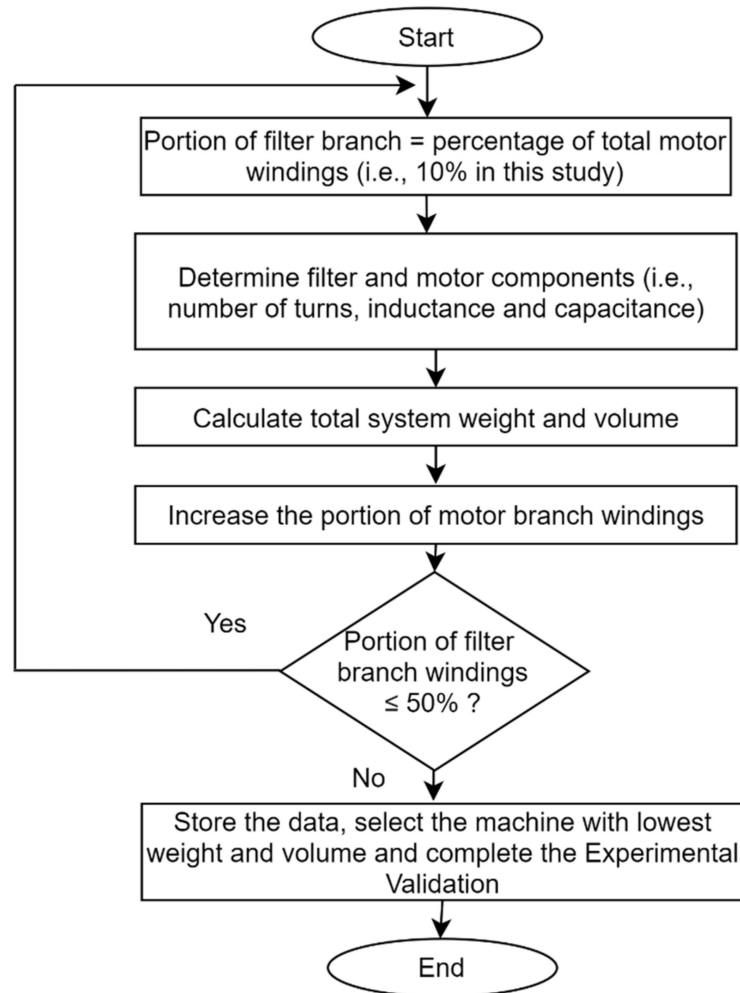 Start
Portion of filter branch = percentage of total motor
windings (i.e., 10% in this study)
Determine filter and motor components (i.e.,
number of turns, inductance and capacitance)
Calculate total system weight and volume
Increase the portion of motor branch windings
Yes
Portion of filter
branch windings
≤ 50% ?
No
Store the data, select the machine with lowest
weight and volume and complete the Experimental
Validation
End